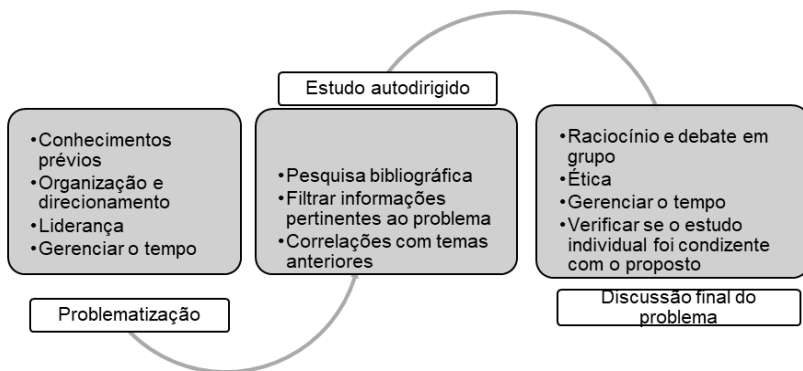 Problematização
•Conhecimentos
prévios
•Organização e
direcionamento
•Liderança
•Gerenciar o tempo
Estudo autodirigido
•Pesquisa bibliográfica
•Filtrar informações
pertinentes ao problema
•Correlações com temas
anteriores
Discussão final do
problema
•Raciocínio e debate em
grupo
•Ética
•Gerenciar o tempo
•Verificar se o estudo
individual foi condizente
com o proposto